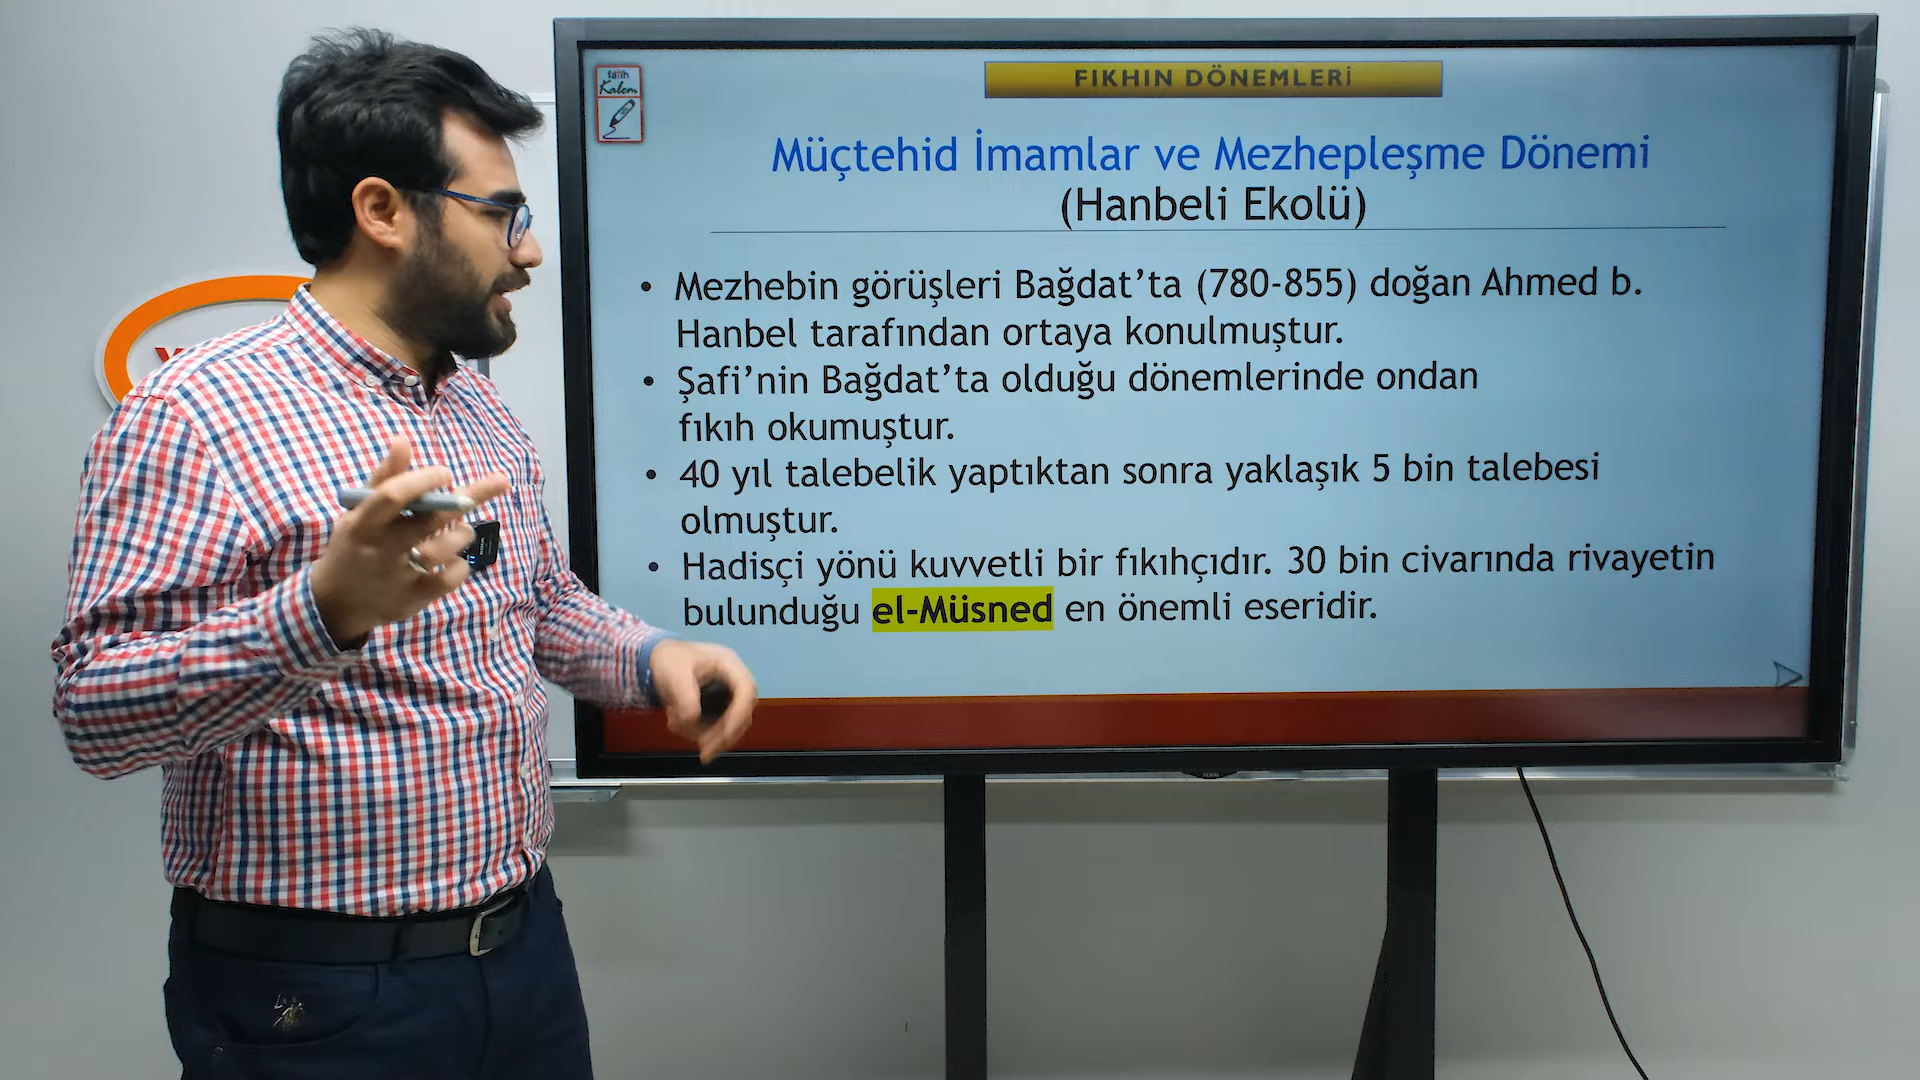 fatih
Kalem
FIKHIN DÖNEMLERİ
Müçtehid İmamlar ve Mezhepleşme Dönemi
(Hanbeli Ekolü)
• Mezhebin görüşleri Bağdat’ta (780-855) doğan Ahmed b.
Hanbel tarafından ortaya konulmuştur.
• Şafi’nin Bağdat’ta olduğu dönemlerinde ondan
fıkıh okumuştur.
• 40 yıl talebelik yaptıktan sonra yaklaşık 5 bin talebesi
olmuştur.
• Hadisçi yönü kuvvetli bir fıkıhçıdır. 30 bin civarında rivayetin
bulunduğu el-Müsned en önemli eseridir.